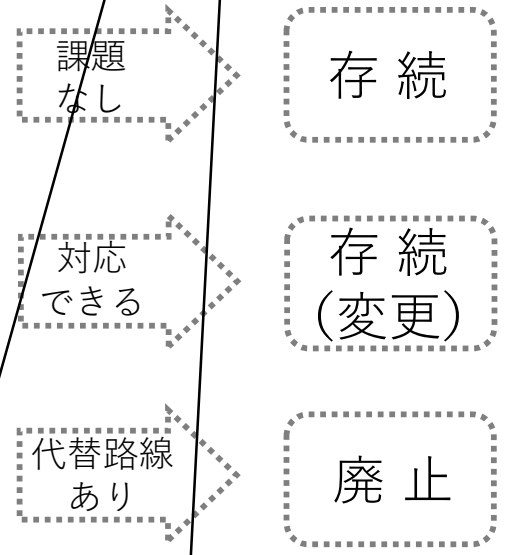 課題
なし
存 続
対応
できる
存 続
（変更）
代替路線
あり
廃 止